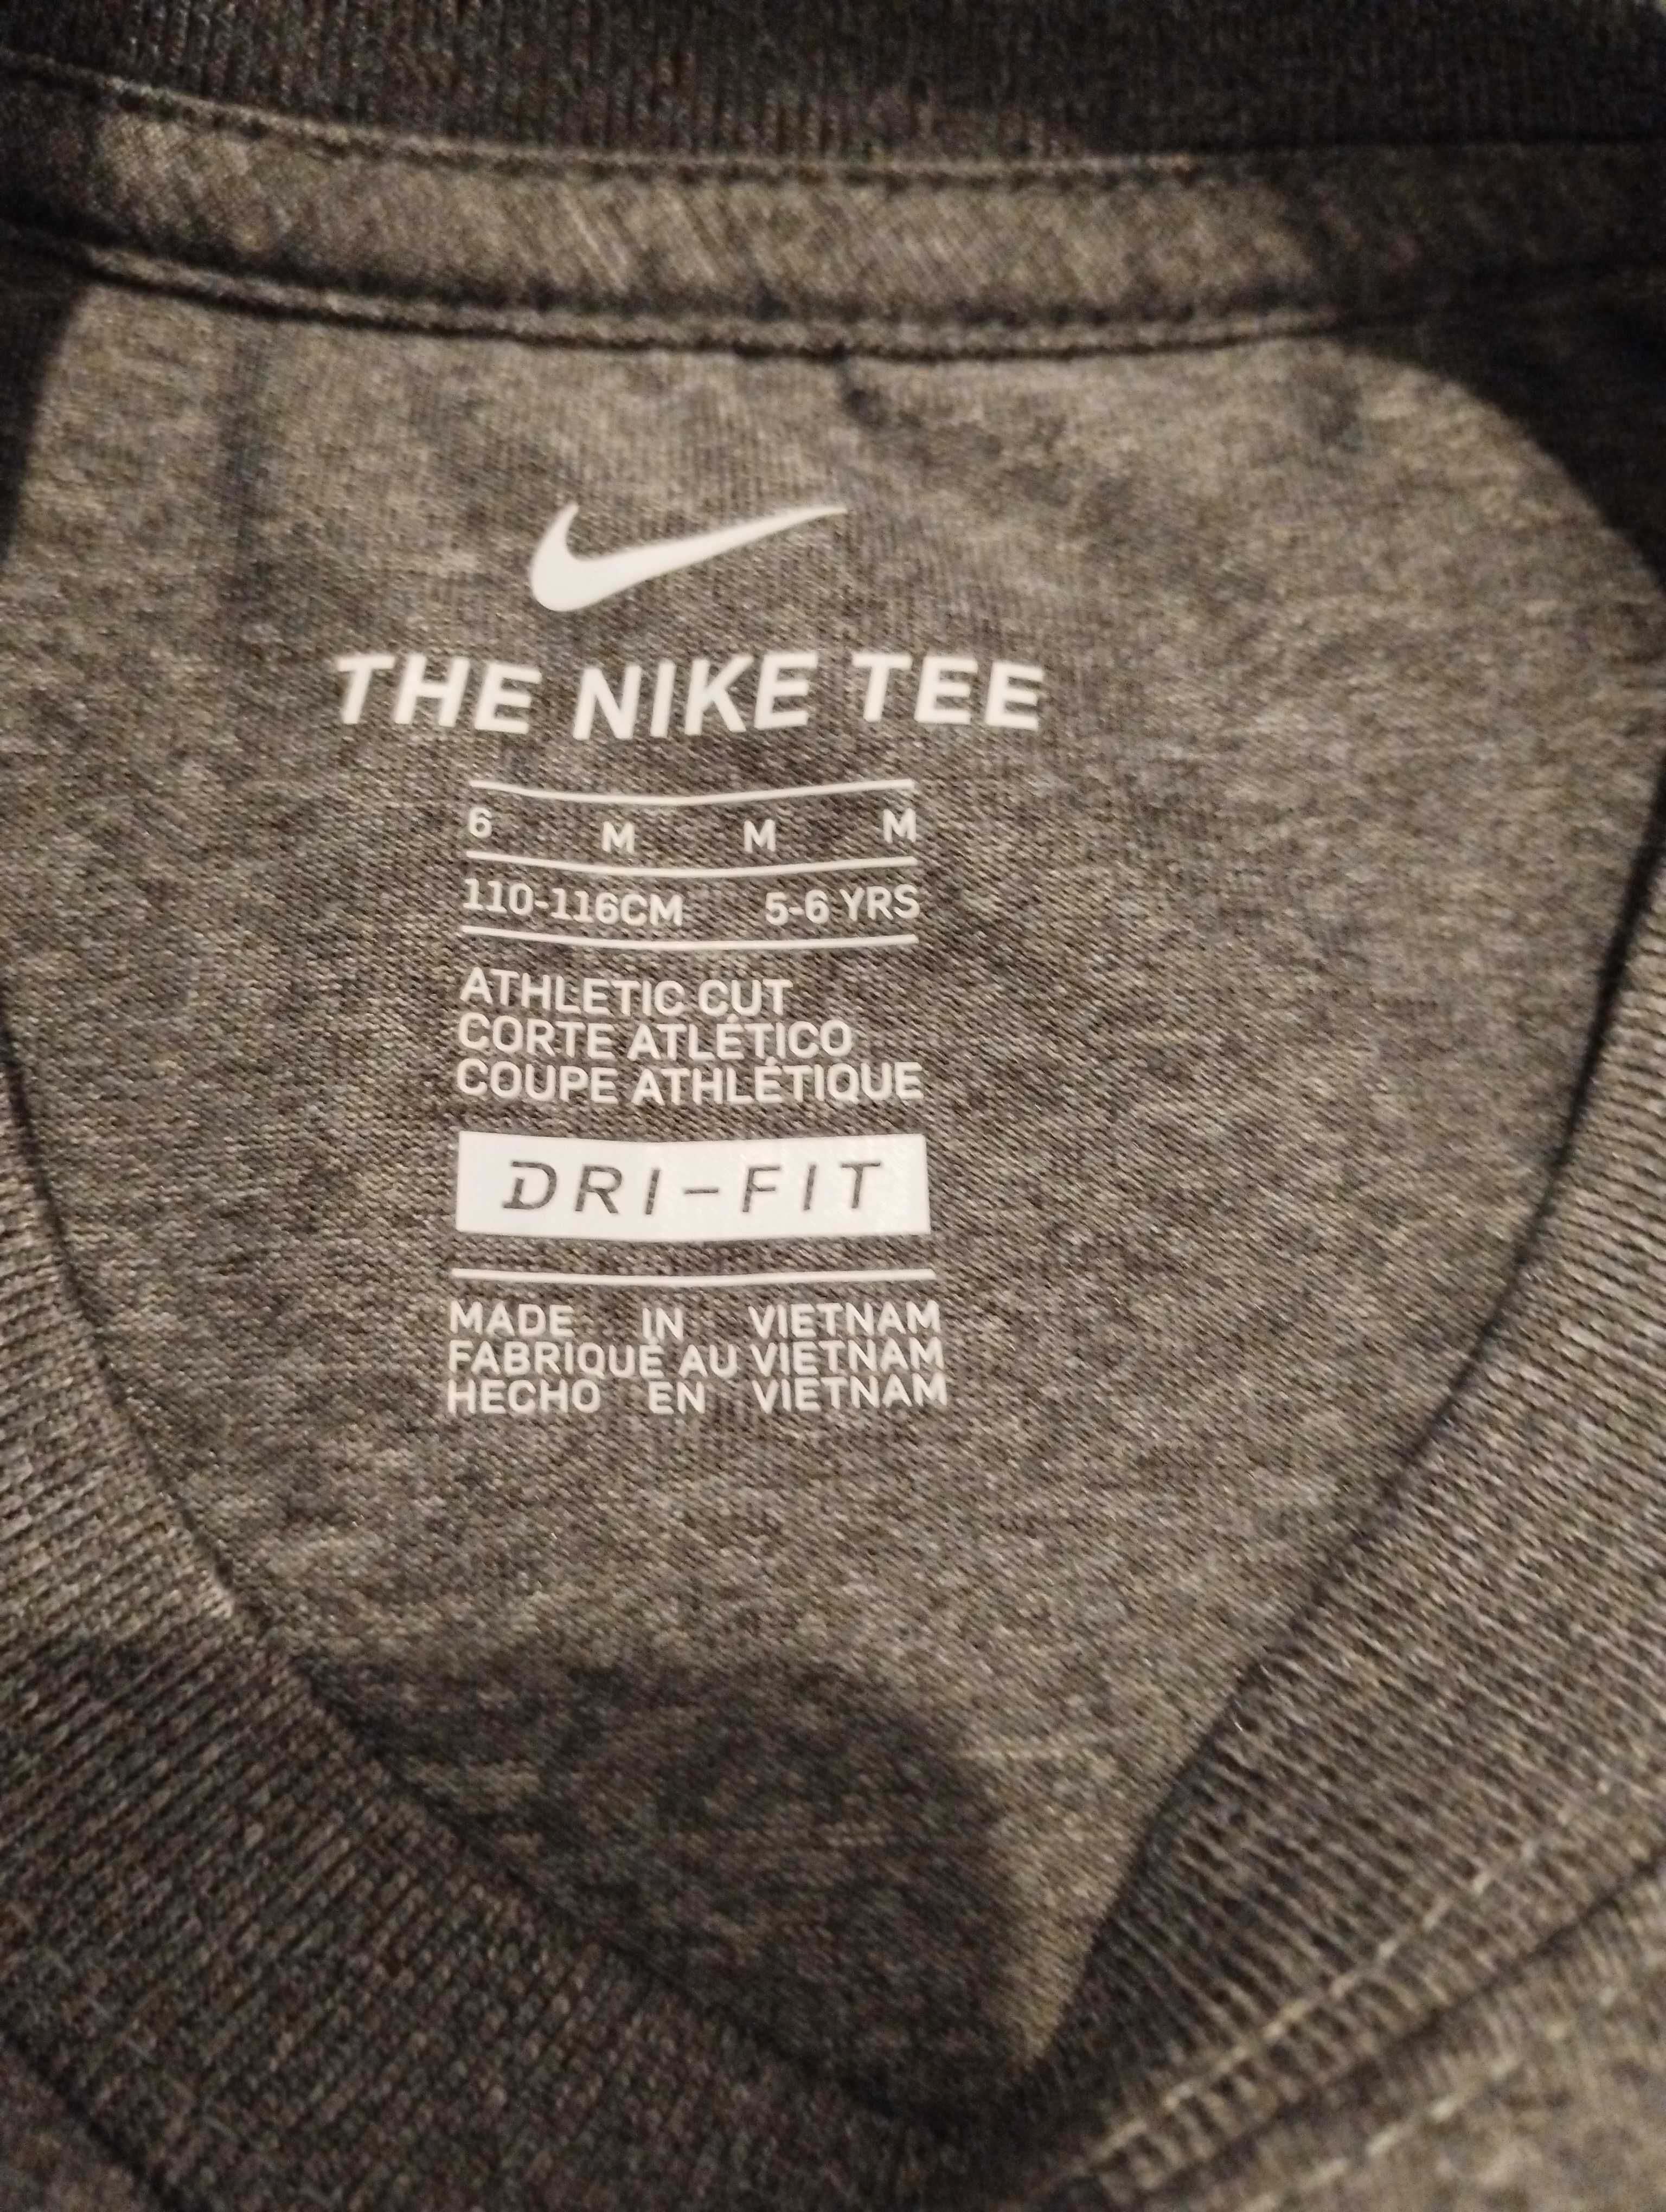 THE NIKE TEE
6 M M M
110-116CM 5-6 YRS
ATHLETIC CUT
CORTE ATLÉTICO
COUPE ATHLÉTIQUE
DRI-FIT
MADE IN VIETNAM
FABRIQUÉ AU VIETNAM
HECHO EN VIETNAM